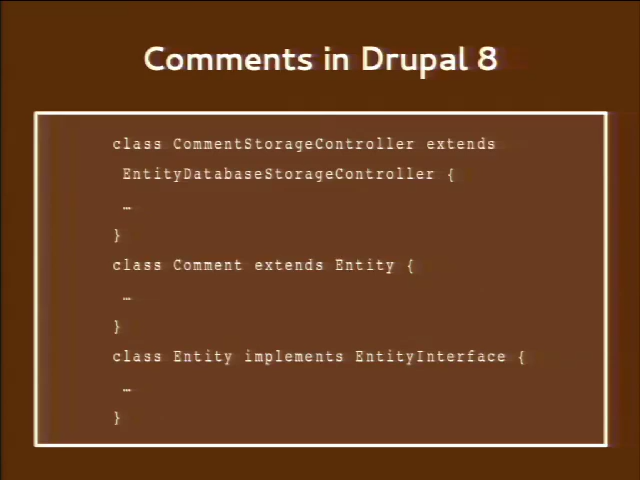 Comments in Drupal 8
class CommentStorageController extends
EntityDatabaseStorageController {
…
}
class Comment extends Entity {
…
}
class Entity implements EntityInterface {
…
}